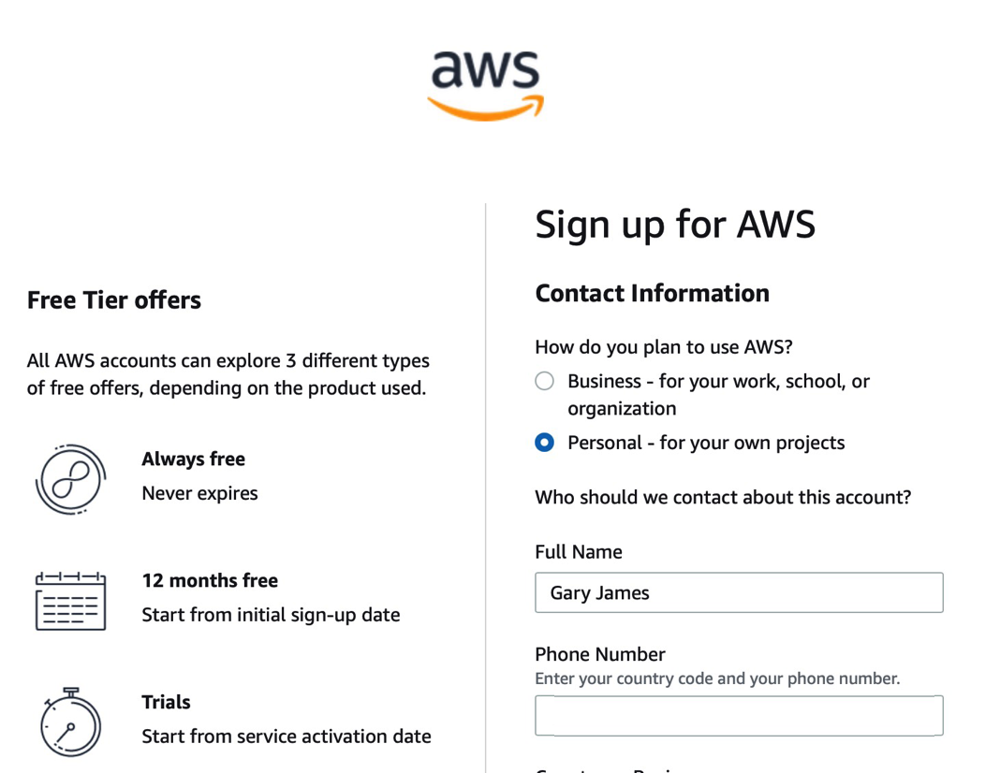 aws
Free Tier offers
All AWS accounts can explore 3 different types
of free offers, depending on the product used.
Always free
Never expires
12 months free
Start from initial sign-up date
Trials
Start from service activation date
Sign up for AWS
Contact Information
How do you plan to use AWS?
Business - for your work, school, or
organization
Personal - for your own projects
Who should we contact about this account?
Full Name
Gary James
Phone Number
Enter your country code and your phone number.